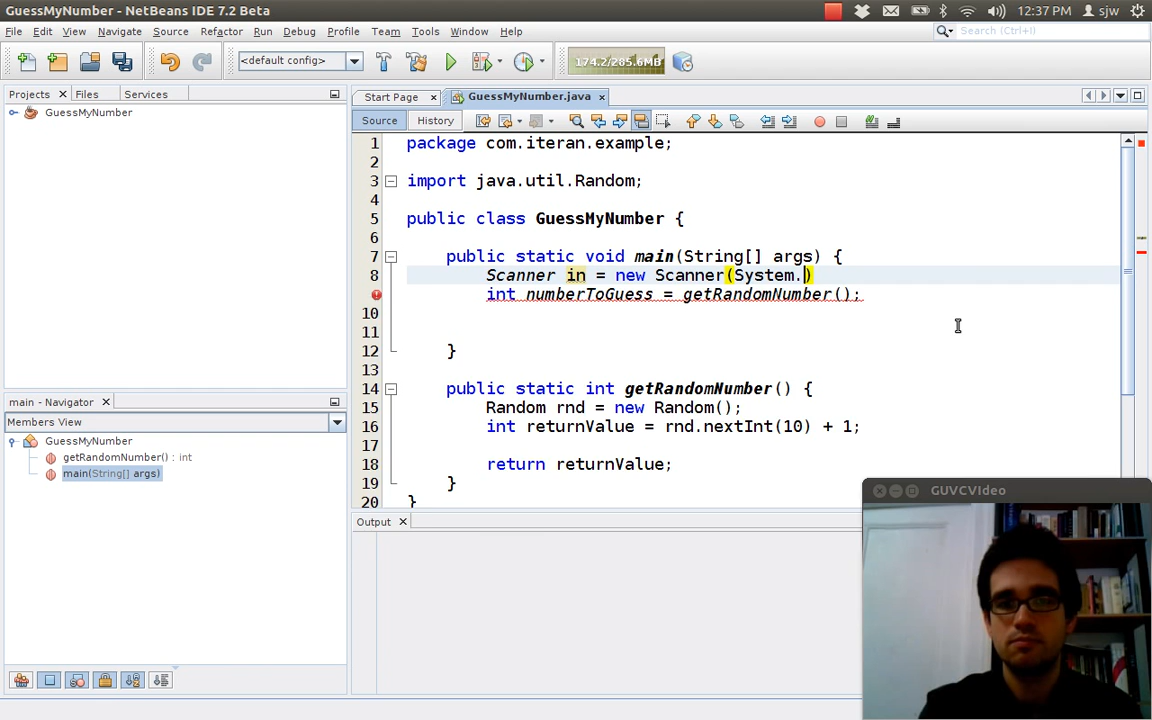 GuessMyNumber - NetBeans IDE 7.2 Beta
12:37 PM sjw
File Edit View Navigate Source Refactor Run Debug Profile Team Tools Window Help
Search (Ctrl+I)
<default config>
174.2/285.6MB
Projects Files Services
GuessMyNumber
Start Page GuessMyNumber.java
Source History
1 package com.iteran.example;
2
3 import java.util.Random;
4
5 public class GuessMyNumber {
6
7 public static void main(String[] args) {
8 Scanner in = new Scanner(System.)
int numberToGuess = getRandomNumber();
10
11
12 }
13
14 public static int getRandomNumber() {
15 Random rnd = new Random();
16 int returnValue = rnd.nextInt(10) + 1;
17
18 return returnValue;
19 }
20 }
main - Navigator
Members View
GuessMyNumber
getRandomNumber() : int
main(String[] args)
Output
GUVCVIdeo